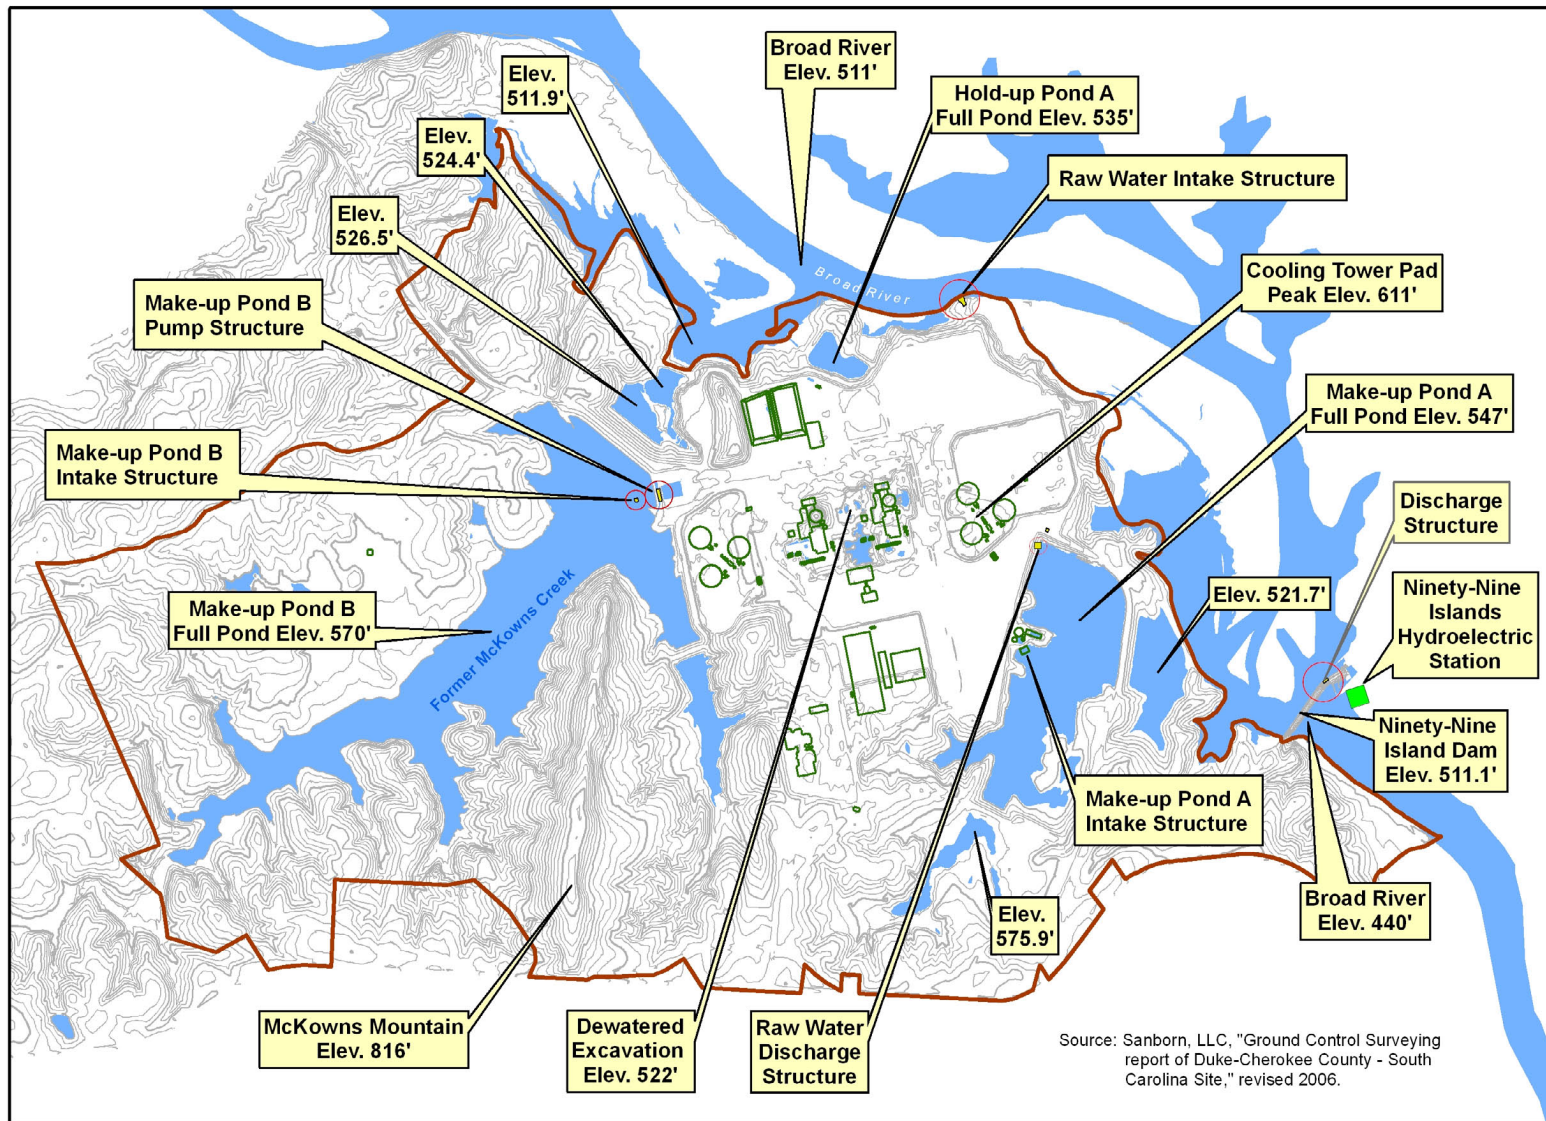 Broad River
Elev. 511'
Elev.
511.9'
Hold-up Pond A
Full Pond Elev. 535'
Elev.
524.4'
Raw Water Intake Structure
Elev.
526.5'
Broad River
Cooling Tower Pad
Peak Elev. 611'
Make-up Pond B
Pump Structure
Make-up Pond A
Full Pond Elev. 547'
Make-up Pond B
Intake Structure
Discharge
Structure
Elev. 521.7'
Ninety-Nine
Islands
Hydroelectric
Station
Make-up Pond B
Full Pond Elev. 570'
Former McKowns Creek
Ninety-Nine
Island Dam
Elev. 511.1'
Make-up Pond A
Intake Structure
Broad River
Elev. 440'
Elev.
575.9'
McKowns Mountain
Elev. 816'
Dewatered
Excavation
Elev. 522'
Raw Water
Discharge
Structure
Source: Sanborn, LLC, "Ground Control Surveying
report of Duke-Cherokee County - South
Carolina Site," revised 2006.